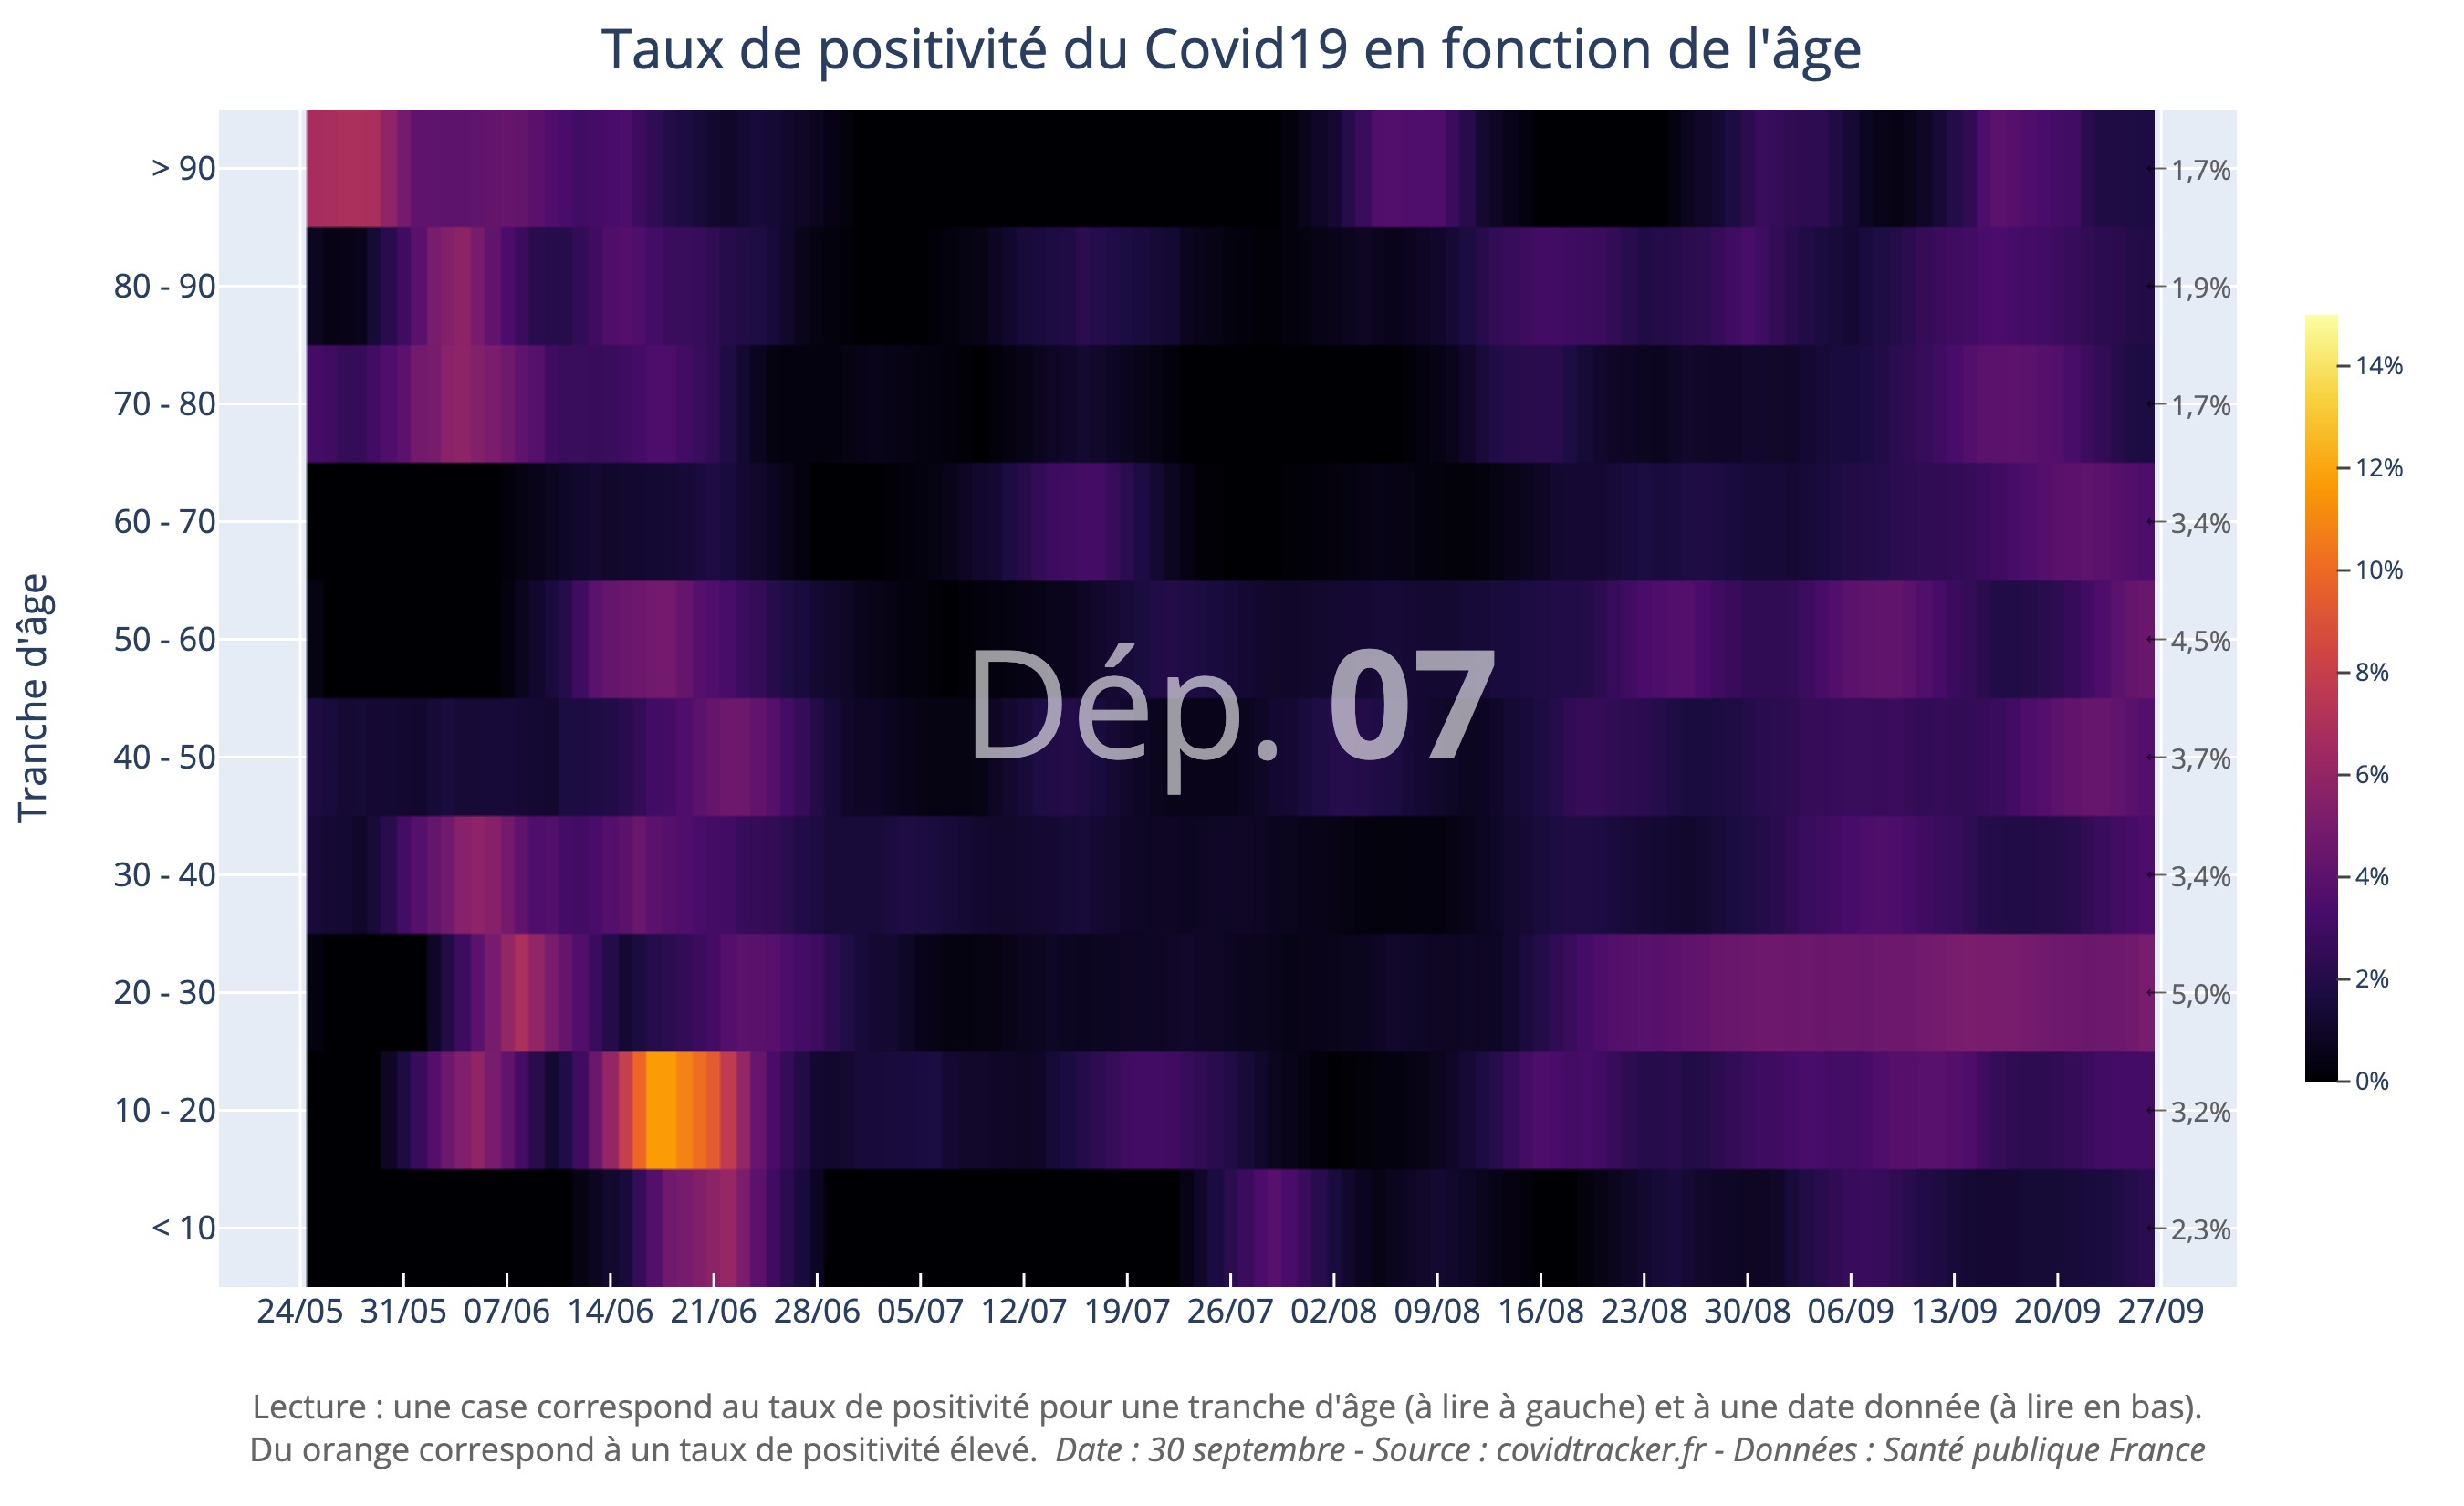 Taux de positivité du Covid19 en fonction de l'âge
Tranche d'âge
> 90
80 - 90
70 - 80
60 - 70
50 - 60
40 - 50
30 - 40
20 - 30
10 - 20
< 10
Dép. 07
1,7%
1,9%
1,7%
3,4%
4,5%
3,7%
3,4%
5,0%
3,2%
2,3%
14%
12%
10%
8%
6%
4%
2%
0%
24/05 31/05 07/06 14/06 21/06 28/06 05/07 12/07 19/07 26/07 02/08 09/08 16/08 23/08 30/08 06/09 13/09 20/09 27/09
Lecture : une case correspond au taux de positivité pour une tranche d'âge (à lire à gauche) et à une date donnée (à lire en bas).
Du orange correspond à un taux de positivité élevé. Date : 30 septembre - Source : covidtracker.fr - Données : Santé publique France